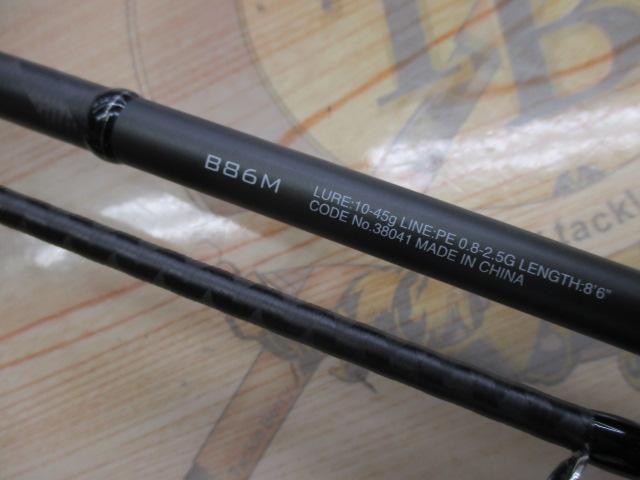 B86M
LURE:10-45g LINE:PE 0.8-2.5G LENGTH:8'6"
CODE No.38041 MADE IN CHINA
tackl